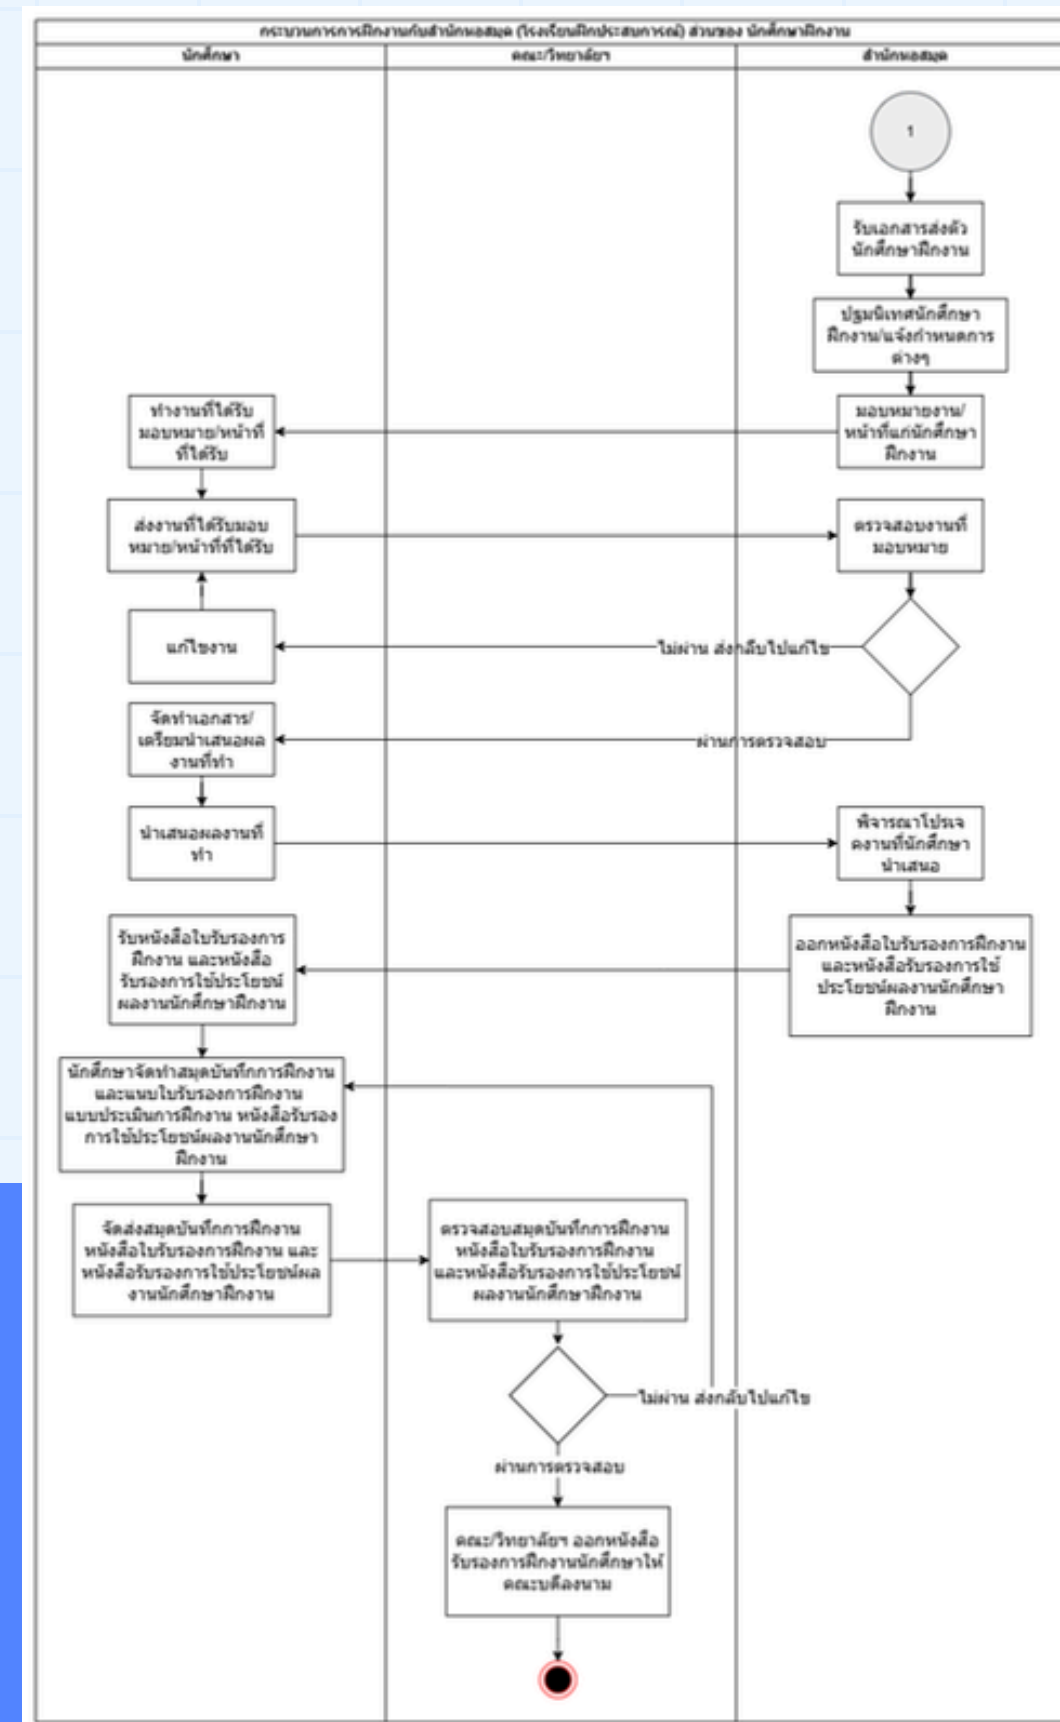 กระบวนการการฝึกงานกับสำนักหอสมุด (โรงเรียนฝึกประสบการณ์) ส่วนของ นักศึกษาฝึกงาน
นักศึกษา
คณะ/วิทยาลัยฯ
สำนักหอสมุด
1
รับเอกสารส่งตัว
นักศึกษาฝึกงาน
ปฐมนิเทศนักศึกษา
ฝึกงาน/แจ้งกำหนดการ
ต่างๆ
มอบหมายงาน/
หน้าที่แก่นักศึกษา
ฝึกงาน
ทำงานที่ได้รับ
มอบหมาย/หน้าที่
ที่ได้รับ
ส่งงานที่ได้รับมอบ
หมาย/หน้าที่ที่ได้รับ
ตรวจสอบงานที่
มอบหมาย
ไม่ผ่าน ส่งกลับไปแก้ไข
แก้ไขงาน
ผ่านการตรวจสอบ
จัดทำเอกสาร/
เตรียมนำเสนอผล
งานที่ทำ
นำเสนอผลงานที่
ทำ
พิจารณาโปรเจ
คงานที่นักศึกษา
นำเสนอ
ออกหนังสือใบรับรองการฝึกงาน
และหนังสือรับรองการใช้
ประโยชน์ผลงานนักศึกษา
ฝึกงาน
รับหนังสือใบรับรองการ
ฝึกงาน และหนังสือ
รับรองการใช้ประโยชน์
ผลงานนักศึกษาฝึกงาน
นักศึกษาจัดทำสมุดบันทึกการฝึกงาน
และแนบใบรับรองการฝึกงาน
แบบประเมินการฝึกงาน หนังสือรับรอง
การใช้ประโยชน์ผลงานนักศึกษา
ฝึกงาน
จัดส่งสมุดบันทึกการฝึกงาน
หนังสือใบรับรองการฝึกงาน และ
หนังสือรับรองการใช้ประโยชน์ผล
งานนักศึกษาฝึกงาน
ตรวจสอบสมุดบันทึกการฝึกงาน
หนังสือใบรับรองการฝึกงาน
และหนังสือรับรองการใช้ประโยชน์
ผลงานนักศึกษาฝึกงาน
ไม่ผ่าน ส่งกลับไปแก้ไข
ผ่านการตรวจสอบ
คณะ/วิทยาลัยฯ ออกหนังสือ
รับรองการฝึกงานนักศึกษาให้
คณะบดีลงนาม